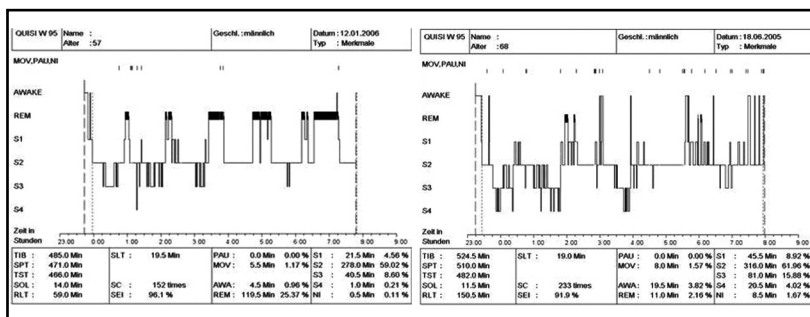 QUISI W 95 Name : Geschl. : männlich Datum : 12.01.2006
Alter : 57 Typ : Merkmale
MOV,PAU,NI
AWAKE
REM
S1
S2
S3
S4
Zeit in
Stunden 23.00 0.00 1.00 2.00 3.00 4.00 5.00 6.00 7.00 8.00 9.00
TIB : 485.0 Min SLT : 19.5 Min PAU : 0.0 Min 0.00 % S1 : 21.5 Min 4.56 %
SPT : 471.0 Min MOV : 5.5 Min 1.17 % S2 : 278.0 Min 59.02 %
TST : 466.0 Min S3 : 40.5 Min 8.60 %
SOL : 14.0 Min SC : 152 times AWA : 4.5 Min 0.96 % S4 : 1.0 Min 0.21 %
RLT : 59.0 Min SEI : 96.1 % REM : 119.5 Min 25.37 % NI : 0.5 Min 0.11 %
QUISI W 95 Name : Geschl. : männlich Datum : 18.06.2005
Alter : 68 Typ : Merkmale
MOV,PAU,NI
AWAKE
REM
S1
S2
S3
S4
Zeit in
Stunden 23.00 0.00 1.00 2.00 3.00 4.00 5.00 6.00 7.00 8.00 9.00
TIB : 524.5 Min SLT : 19.0 Min PAU : 0.0 Min 0.00 % S1 : 45.5 Min 8.92 %
SPT : 510.0 Min MOV : 8.0 Min 1.57 % S2 : 316.0 Min 61.96 %
TST : 482.0 Min S3 : 81.0 Min 15.88 %
SOL : 11.5 Min SC : 233 times AWA : 19.5 Min 3.82 % S4 : 20.5 Min 4.02 %
RLT : 150.5 Min SEI : 91.9 % REM : 11.0 Min 2.16 % NI : 8.5 Min 1.67 %